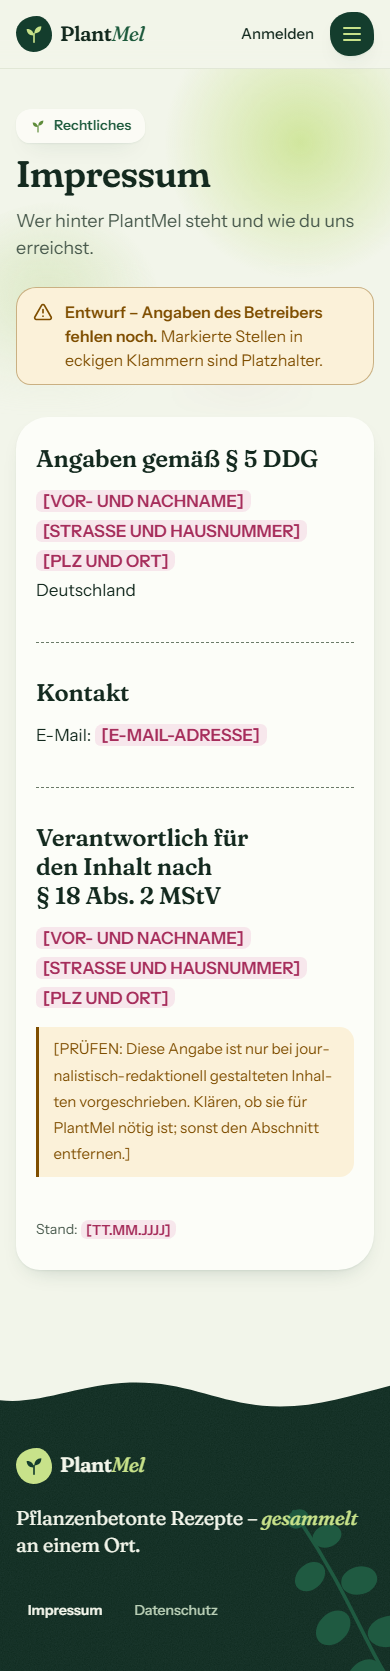 PlantMel
Anmelden
Rechtliches
Impressum
Wer hinter PlantMel steht und wie du uns
erreichst.
Entwurf – Angaben des Betreibers
fehlen noch. Markierte Stellen in
eckigen Klammern sind Platzhalter.
Angaben gemäß § 5 DDG
[VOR- UND NACHNAME]
[STRASSE UND HAUSNUMMER]
[PLZ UND ORT]
Deutschland
Kontakt
E-Mail: [E-MAIL-ADRESSE]
Verantwortlich für
den Inhalt nach
§ 18 Abs. 2 MStV
[VOR- UND NACHNAME]
[STRASSE UND HAUSNUMMER]
[PLZ UND ORT]
[PRÜFEN: Diese Angabe ist nur bei jour-
nalistisch-redaktionell gestalteten Inhal-
ten vorgeschrieben. Klären, ob sie für
PlantMel nötig ist; sonst den Abschnitt
entfernen.]
Stand: [TT.MM.JJJJ]
PlantMel
Pflanzenbetonte Rezepte – gesammelt
an einem Ort.
Impressum
Datenschutz